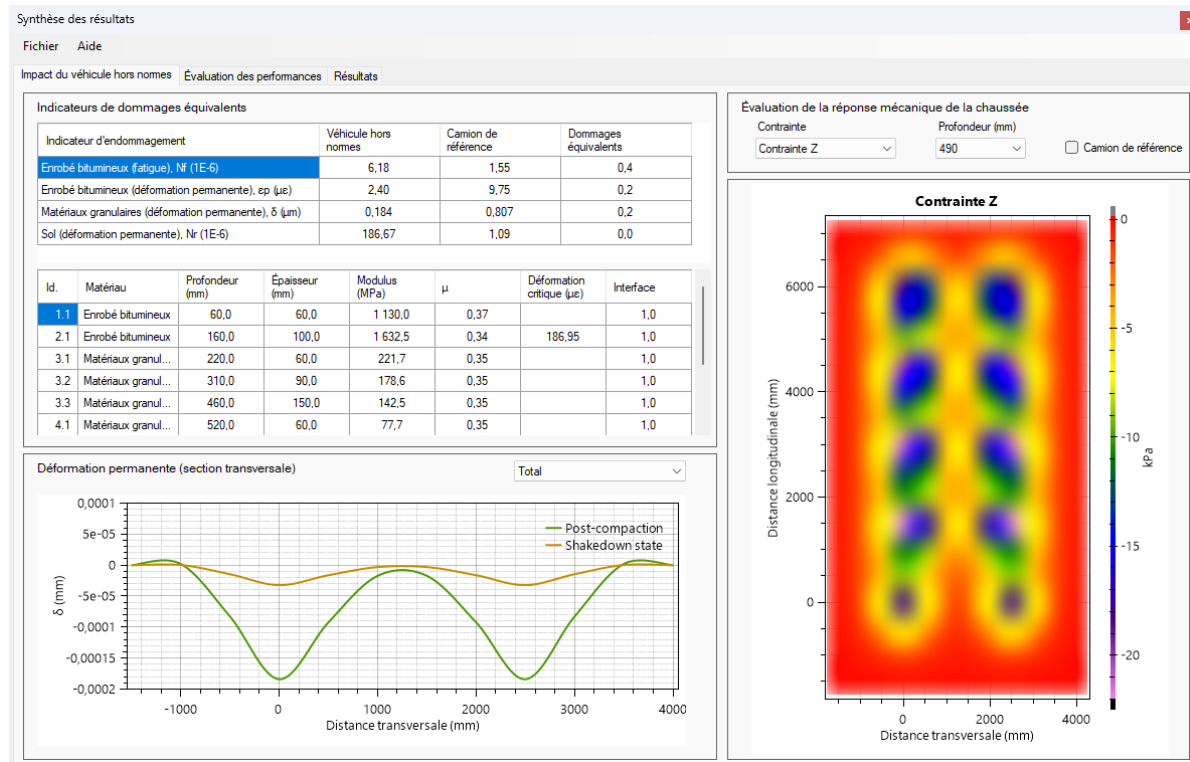 Synthèse des résultats
Fichier Aide
Impact du véhicule hors nomes Évaluation des perfomances Résultats
Indicateurs de dommages équivalents
Indicateur d'endommagement Véhicule hors nomes Camion de référence Dommages équivalents
Enrobé bitumineux (fatigue), Nf (1E-6) 6,18 1,55 0,4
Enrobé bitumineux (déformation permanente), εp (με) 2,40 9,75 0,2
Matériaux granulaires (déformation permanente), δ (μm) 0,184 0,807 0,2
Sol (déformation permanente), Nr (1E-6) 186,67 1,09 0,0
Id. Matériau Profondeur (mm) Épaisseur (mm) Modulus (MPa) μ Déformation critique (με) Interface
1.1 Enrobé bitumineux 60,0 60,0 1 130,0 0,37 1,0
2.1 Enrobé bitumineux 160,0 100,0 1 632,5 0,34 186,95 1,0
3.1 Matériaux granul... 220,0 60,0 221,7 0,35 1,0
3.2 Matériaux granul... 310,0 90,0 178,6 0,35 1,0
3.3 Matériaux granul... 460,0 150,0 142,5 0,35 1,0
4.1 Matériaux granul... 520,0 60,0 77,7 0,35 1,0
Déformation permanente (section transversale) Total
0,0001
5e-05
0
-5e-05
-0,0001
-0,00015
-0,0002
δ (mm)
Post-compaction
Shakedown state
-1000 0 1000 2000 3000 4000
Distance transversale (mm)
Évaluation de la réponse mécanique de la chaussée
Contrainte Profondeur (mm)
Contrainte Z 490 Camion de référence
Contrainte Z
6000
4000
2000
0
Distance longitudinale (mm)
0 2000 4000
Distance transversale (mm)
0
-5
-10
-15
-20
kPa